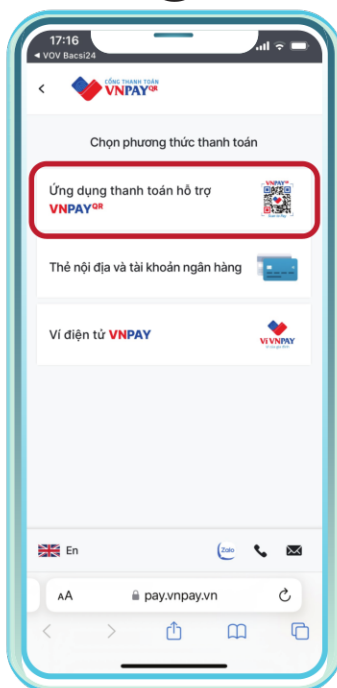 17:16
◄ VOV Bacsi24
CỔNG THANH TOÁN
VNPAYQR
Chọn phương thức thanh toán
Ứng dụng thanh toán hỗ trợ
VNPAYQR
VNPAYQR
Thẻ nội địa và tài khoản ngân hàng
Ví điện tử VNPAY
Ví VNPAY
En
Zalo
AA
pay.vnpay.vn